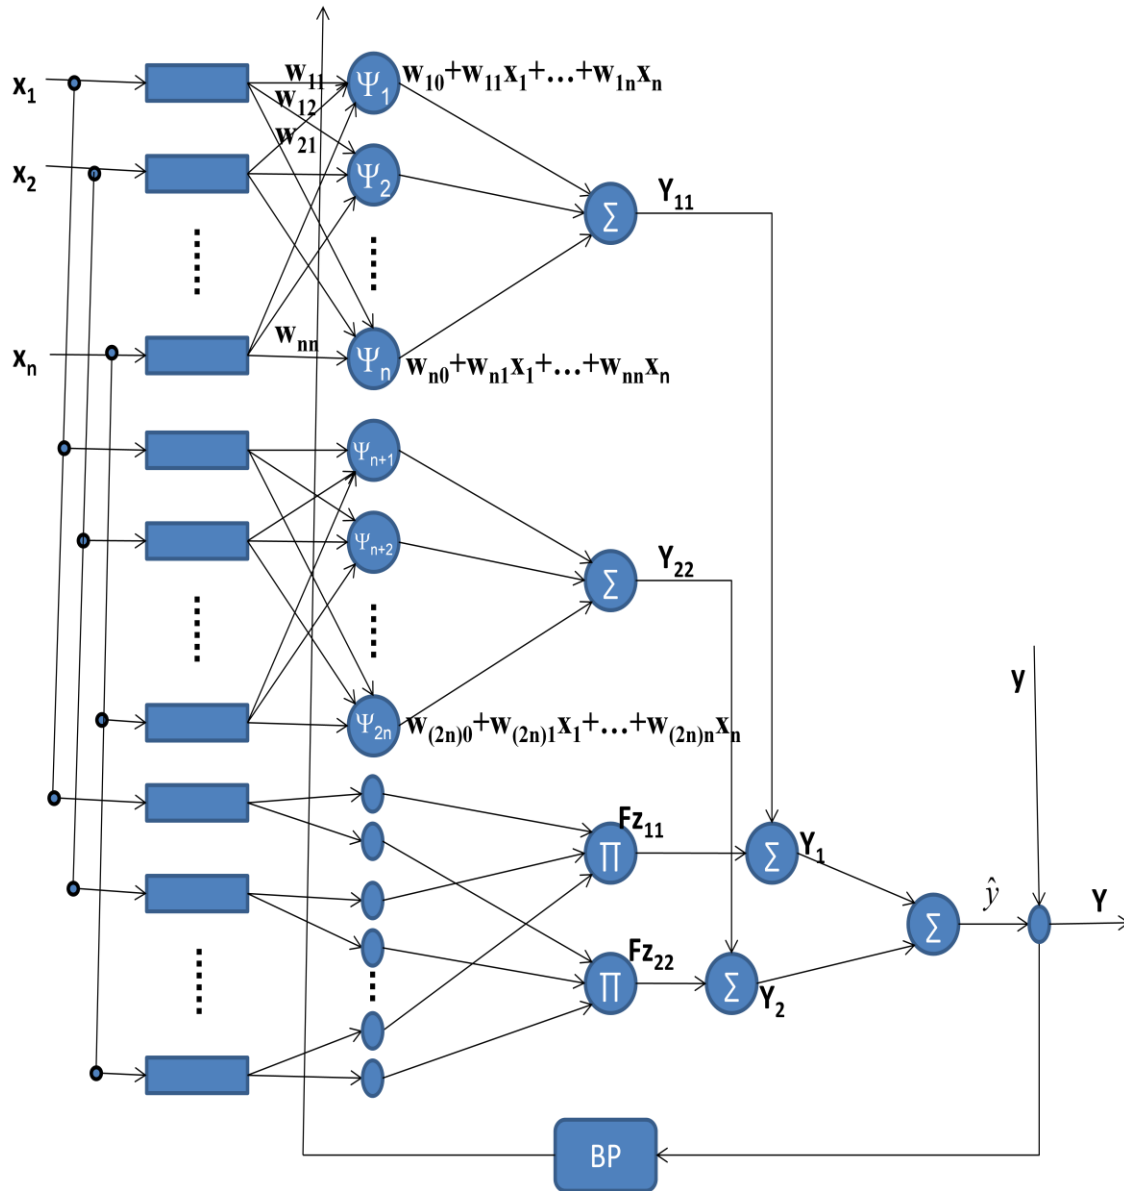 x₁
w₁₁
Ψ₁
w₁₀+w₁₁x₁+...+w₁ₙxₙ
w₁₂
w₂₁
x₂
Ψ₂
Y₁₁
Σ
xₙ
wₙₙ
Ψₙ
wₙ₀+wₙ₁x₁+...+wₙₙxₙ
Ψₙ₊₁
Ψₙ₊₂
Y₂₂
Σ
y
Ψ₂ₙ
w₍₂ₙ₎₀+w₍₂ₙ₎₁x₁+...+w₍₂ₙ₎ₙxₙ
Fz₁₁
∏
Σ
Y₁
ŷ
Y
Σ
Fz₂₂
∏
Σ
Y₂
BP